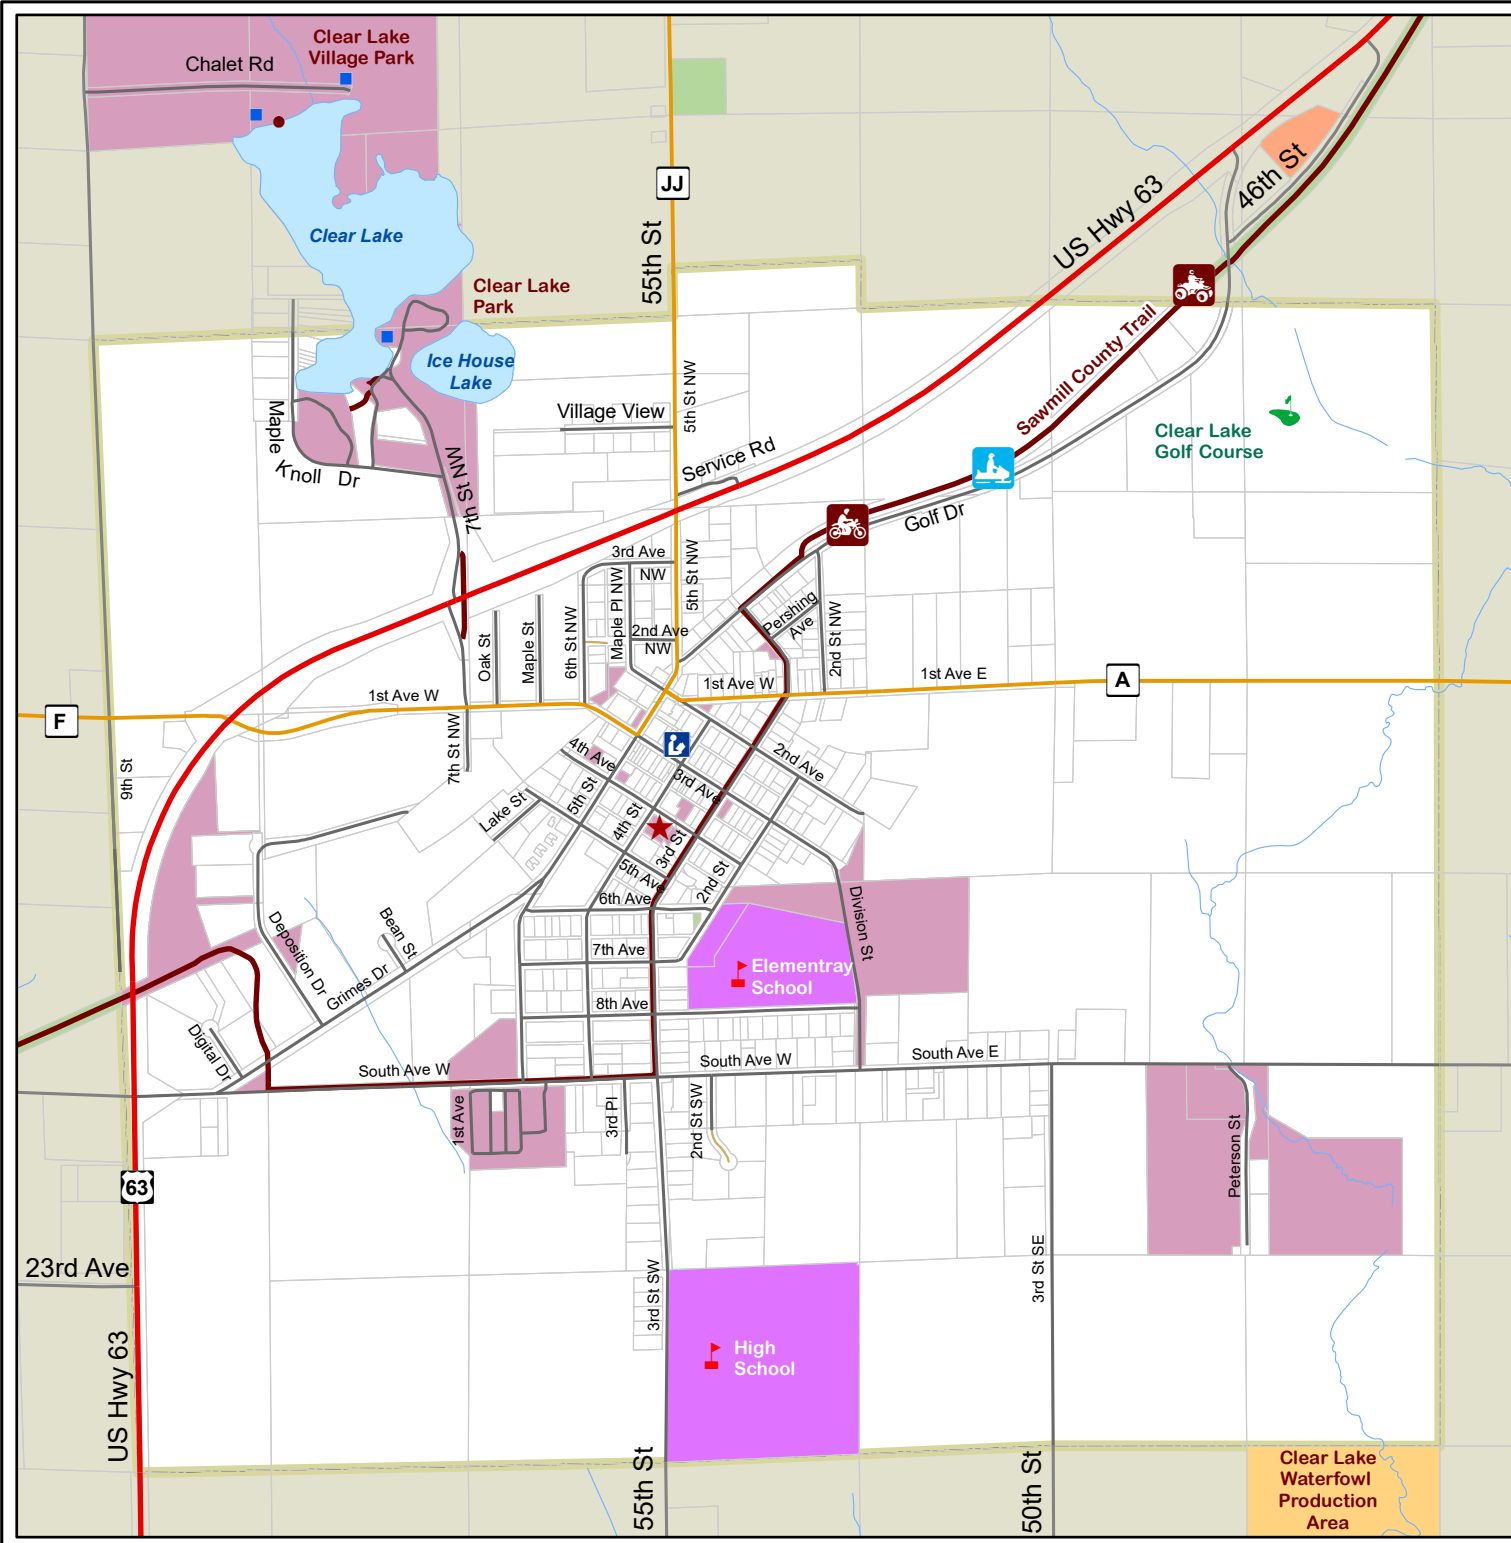 Clear Lake
Village Park
Chalet Rd
JJ
46th St
US Hwy 63
Clear Lake
55th St
Clear Lake
Park
Sawmill County Trail
Ice House
Lake
5th St NW
Village View
Maple
Knoll Dr
Clear Lake
Golf Course
Service Rd
7th St NW
Golf Dr
3rd Ave
NW
5th St NW
Maple Pl NW
6th St NW
Pershing
Ave
2nd St NW
2nd Ave
NW
Oak St
Maple St
1st Ave W
1st Ave W
1st Ave E
A
F
7th St NW
9th St
4th Ave
2nd Ave
3rd Ave
5th St
Lake St
4th St
3rd St
5th Ave
2nd St
6th Ave
Division St
Deposition Dr
Bean St
7th Ave
Elementray
School
Grimes Dr
8th Ave
Digital Dr
South Ave W
South Ave W
South Ave E
1st Ave
3rd Pl
2nd St SW
Peterson St
63
23rd Ave
3rd St SW
3rd St SE
US Hwy 63
High
School
55th St
50th St
Clear Lake
Waterfowl
Production
Area